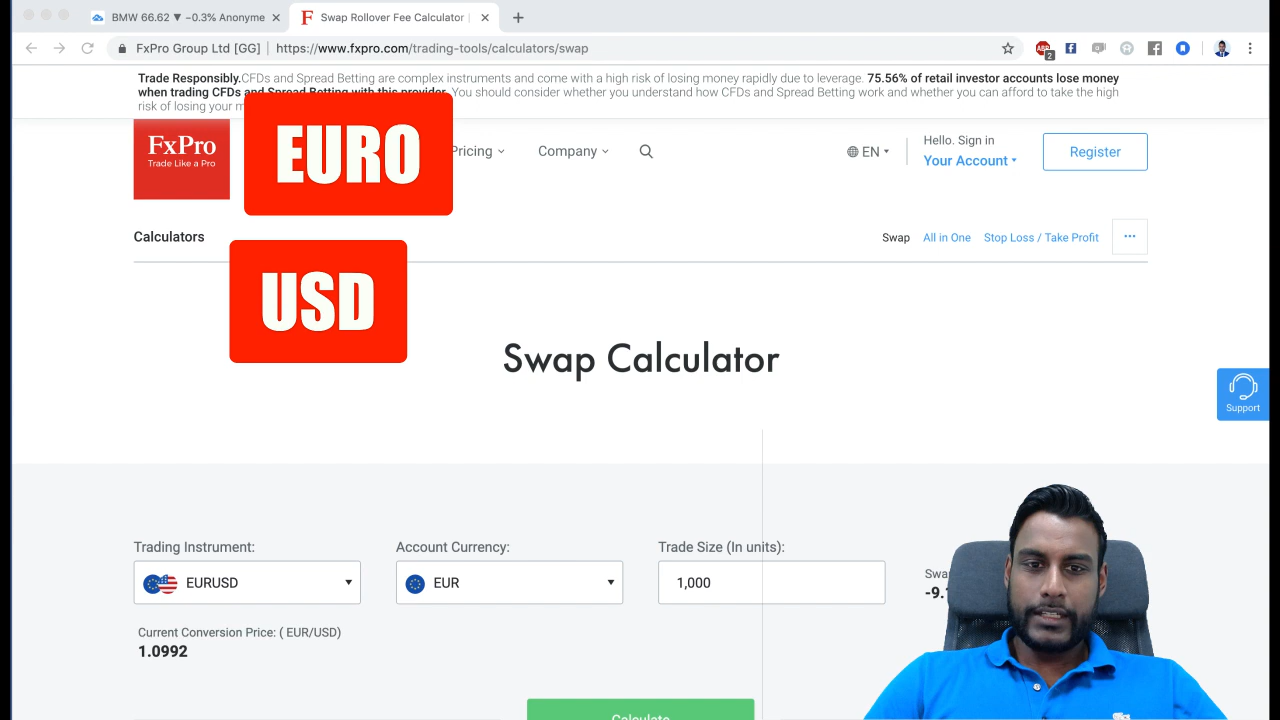 BMW 66.62 ▼ −0.3% Anonyme
Swap Rollover Fee Calculator |
FxPro Group Ltd [GG] | https://www.fxpro.com/trading-tools/calculators/swap
ABP
2
Trade Responsibly.CFDs and Spread Betting are complex instruments and come with a high risk of losing money rapidly due to leverage. 75.56% of retail investor accounts lose money
when trading CFDs and Spread Betting with this provider. You should consider whether you understand how CFDs and Spread Betting work and whether you can afford to take the high
risk of losing your
FxPro
Trade Like a Pro
EURO
Pricing
Company
EN
Hello. Sign in
Your Account
Register
Calculators
Swap
All in One
Stop Loss / Take Profit
...
USD
Swap Calculator
Support
Trading Instrument:
Account Currency:
Trade Size (In units):
EURUSD
EUR
1,000
Current Conversion Price: ( EUR/USD)
1.0992
Calculate